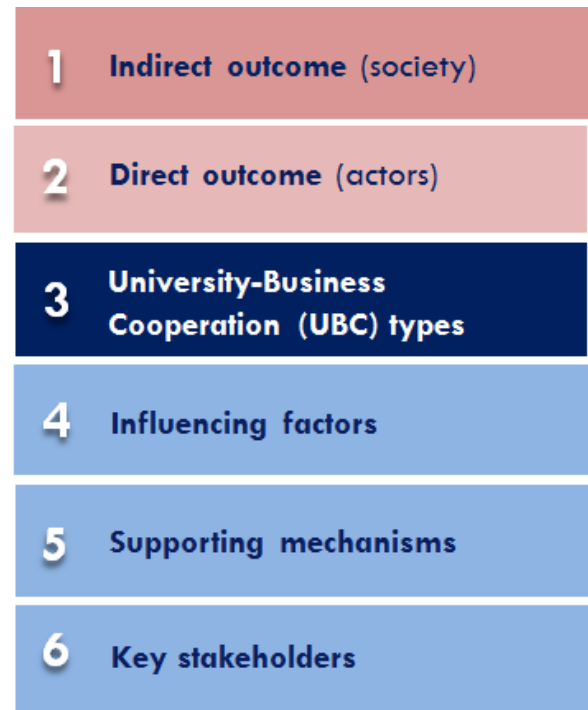 1 Indirect outcome (society)
2 Direct outcome (actors)
3 University-Business
Cooperation (UBC) types
4 Influencing factors
5 Supporting mechanisms
6 Key stakeholders